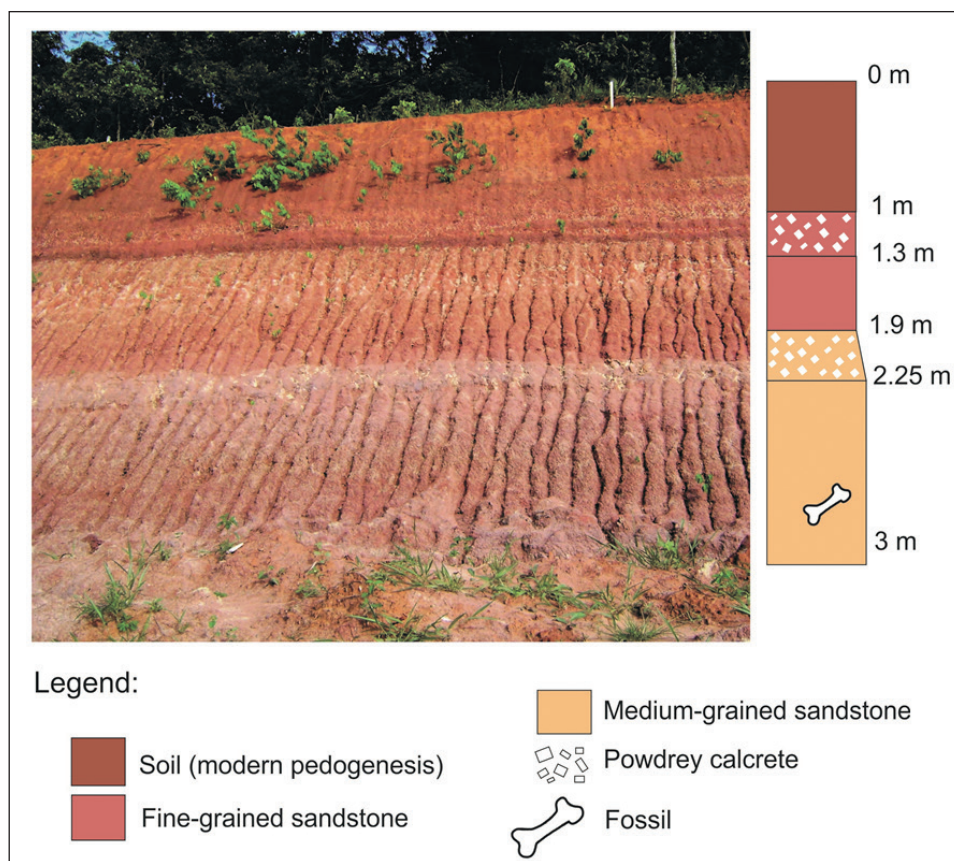 0 m
1 m
1.3 m
1.9 m
2.25 m
3 m
Legend:
Soil (modern pedogenesis)
Fine-grained sandstone
Medium-grained sandstone
Powdrey calcrete
Fossil